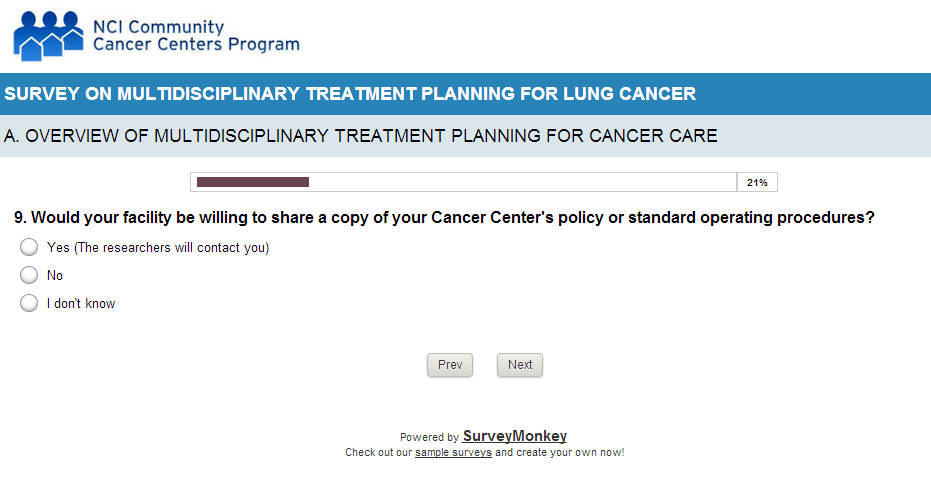 NCI Community
Cancer Centers Program
SURVEY ON MULTIDISCIPLINARY TREATMENT PLANNING FOR LUNG CANCER
A. OVERVIEW OF MULTIDISCIPLINARY TREATMENT PLANNING FOR CANCER CARE
21%
9. Would your facility be willing to share a copy of your Cancer Center's policy or standard operating procedures?
Yes (The researchers will contact you)
No
I don't know
Prev Next
Powered by SurveyMonkey
Check out our sample surveys and create your own now!